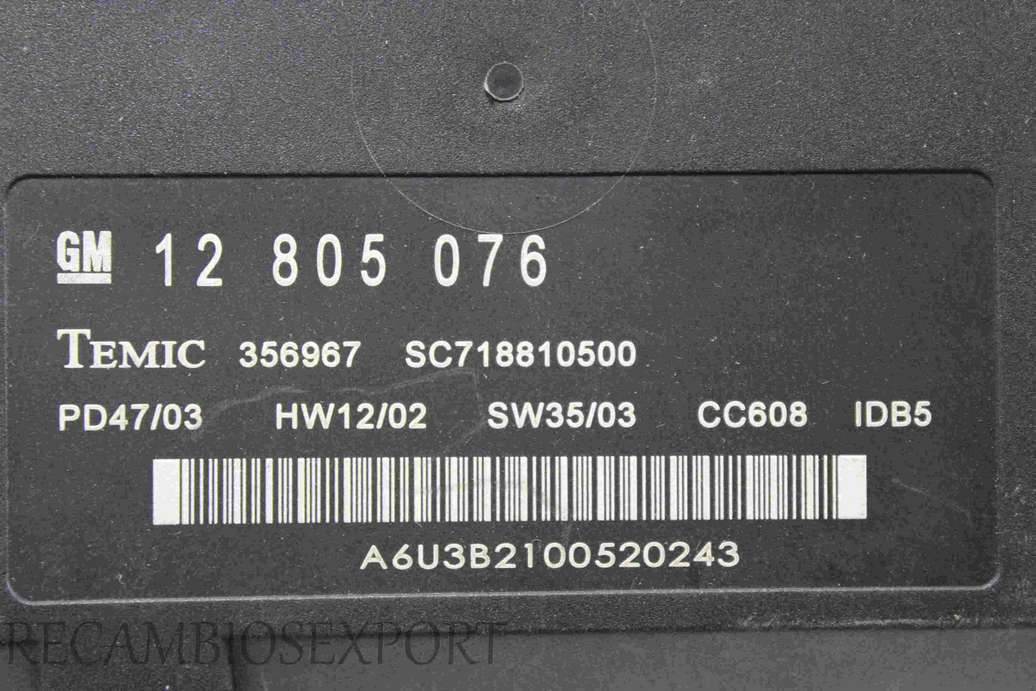 GM 12 805 076
TEMIC 356967 SC718810500
PD47/03 HW12/02 SW35/03 CC608 IDB5
A6U3B2100520243
RECAMBIOSEXPORT